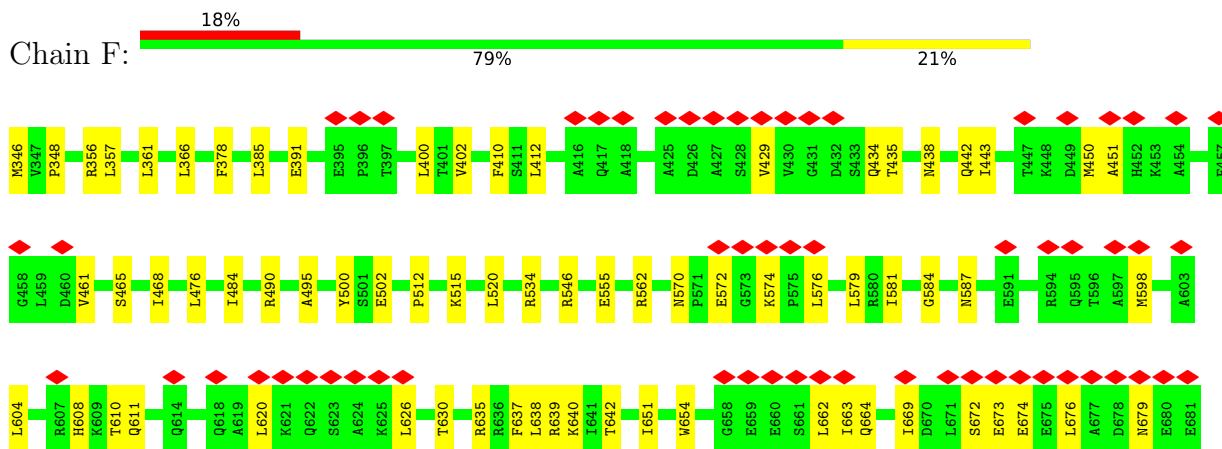 18%
Chain F:
79% 21%
M346 V347 P348 R356 L357 L361 L366 F378 L385 E391 E395 P396 T397 L400 T401 V402 F410 S411 L412 A416 Q417 A418 A425 D426 A427 S428 V429 V430 G431 D432 S433 Q434 T435 N438 Q442 I443 T447 K448 D449 M450 A451 H452 K453 A454 E457
G458 L459 D460 V461 S465 I468 L476 I484 R490 A495 Y500 S501 E502 P512 K515 L520 R534 R546 E555 R562 N570 P571 E572 G573 K574 P575 L576 L579 R580 I581 G584 N587 E591 R594 Q595 T596 A597 M598 A603
L604 R607 H608 K609 T610 Q611 Q614 Q618 A619 L620 K621 Q622 S623 A624 K625 L626 T630 R635 R636 F637 L638 R639 K640 I641 T642 I651 W654 G658 E659 E660 S661 L662 I663 Q664 I669 D670 L671 S672 E673 E674 E675 L676 A677 D678 N679 E680 E681